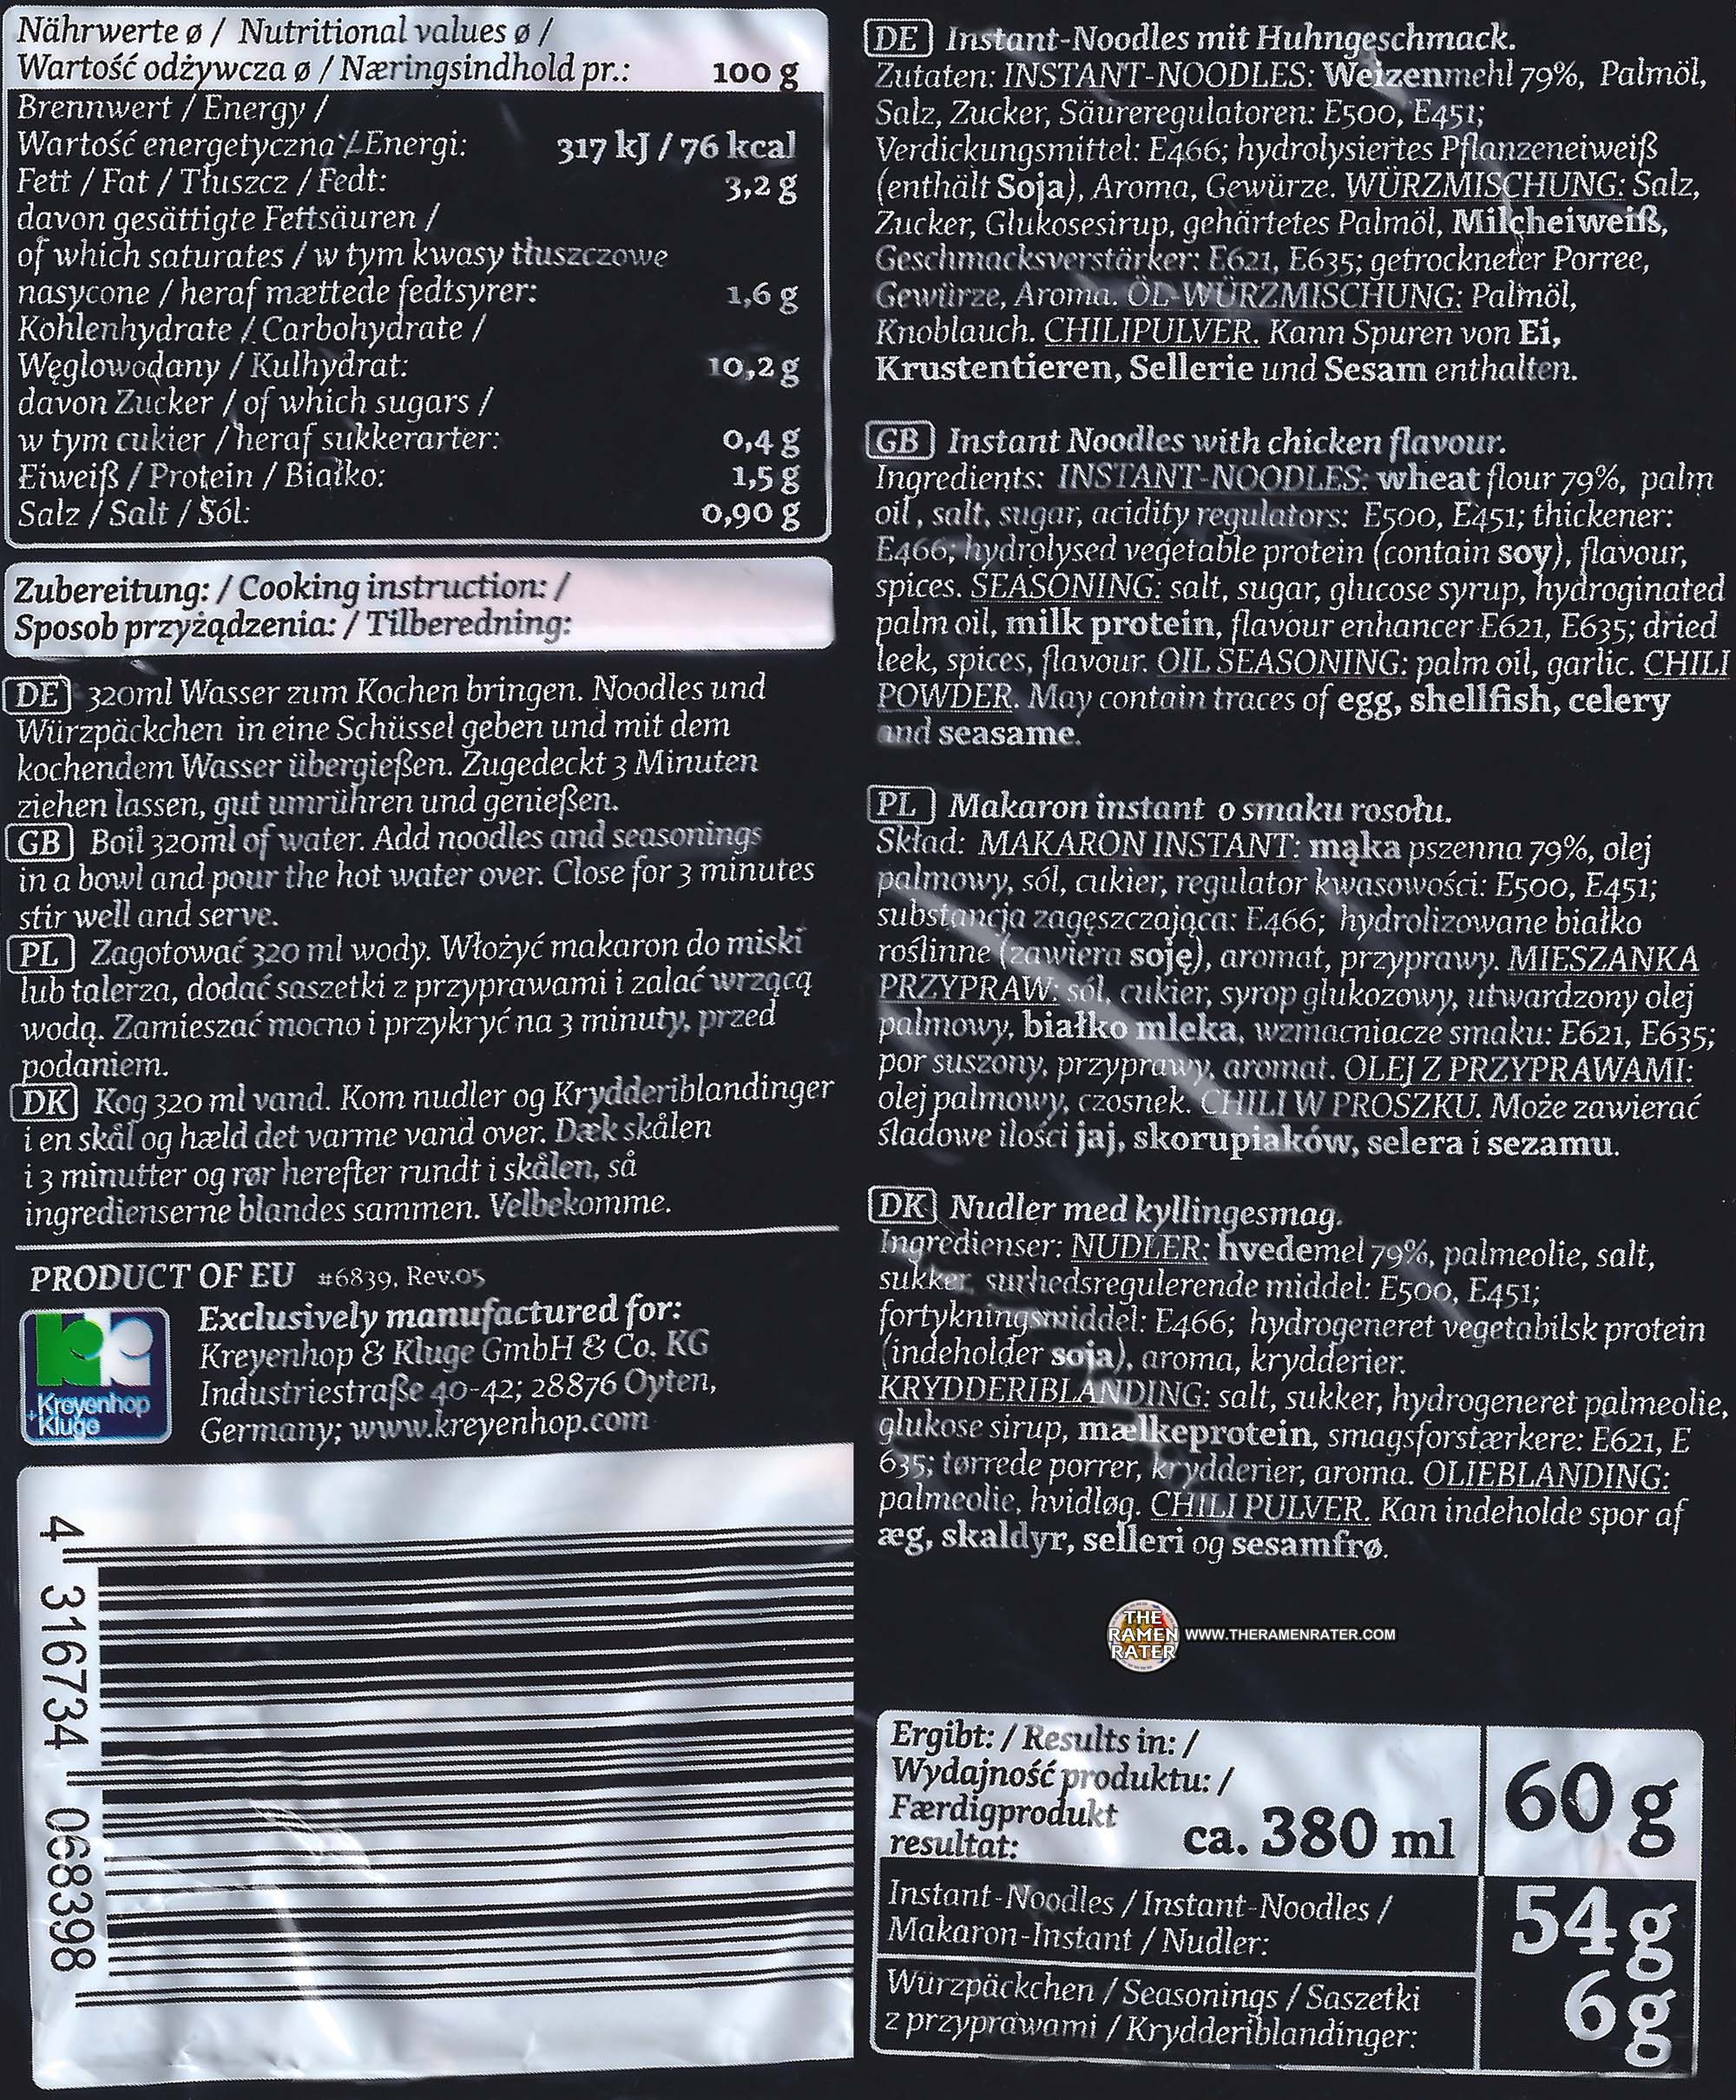 Nährwerte ø / Nutritional values ø /
Wartość odżywcza ø / Næringsindhold pr.: 100 g
Brennwert / Energy /
Wartość energetyczna / Energi: 317 kJ / 76 kcal
Fett / Fat / Tłuszcz / Fedt: 3,2 g
davon gesättigte Fettsäuren /
of which saturates / w tym kwasy tłuszczowe
nasycone / heraf mættede fedtsyrer: 1,6 g
Kohlenhydrate / Carbohydrate /
Węglowodany / Kulhydrat: 10,2 g
davon Zucker / of which sugars /
w tym cukier / heraf sukkerarter: 0,4 g
Eiweiß / Protein / Białko: 1,5 g
Salz / Salt / Sól: 0,90 g
Zubereitung: / Cooking instruction: /
Sposob przyżądzenia: / Tilberedning:
DE 320ml Wasser zum Kochen bringen. Noodles und
Würzpäckchen in eine Schüssel geben und mit dem
kochendem Wasser übergießen. Zugedeckt 3 Minuten
ziehen lassen, gut umrühren und genießen.
GB Boil 320ml of water. Add noodles and seasonings
in a bowl and pour the hot water over. Close for 3 minutes
stir well and serve.
PL Zagotować 320 ml wody. Włożyć makaron do miski
lub talerza, dodać saszetki z przyprawami i zalać wrzącą
wodą. Zamieszać mocno i przykryć na 3 minuty, przed
podaniem.
DK Kog 320 ml vand. Kom nudler og Krydderiblandinger
i en skål og hæld det varme vand over. Dæk skålen
i 3 minutter og rør herefter rundt i skålen, så
ingredienserne blandes sammen. Velbekomme.
PRODUCT OF EU #6839, Rev.05
Exclusively manufactured for:
Kreyenhop & Kluge GmbH & Co. KG
Industriestraße 40-42; 28876 Oyten,
Germany; www.kreyenhop.com
Kreyenhop
+Kluge
4 316734 068398
DE Instant-Noodles mit Huhngeschmack.
Zutaten: INSTANT-NOODLES: Weizenmehl 79%, Palmöl,
Salz, Zucker, Säureregulatoren: E500, E451;
Verdickungsmittel: E466; hydrolysiertes Pflanzeneiweiß
(enthält Soja), Aroma, Gewürze. WÜRZMISCHUNG: Salz,
Zucker, Glukosesirup, gehärtetes Palmöl, Milcheiweiß,
Geschmacksverstärker: E621, E635; getrockneter Porree,
Gewürze, Aroma. ÖL-WÜRZMISCHUNG: Palmöl,
Knoblauch. CHILIPULVER. Kann Spuren von Ei,
Krustentieren, Sellerie und Sesam enthalten.
GB Instant Noodles with chicken flavour.
Ingredients: INSTANT-NOODLES: wheat flour 79%, palm
oil, salt, sugar, acidity regulators: E500, E451; thickener:
E466; hydrolysed vegetable protein (contain soy), flavour,
spices. SEASONING: salt, sugar, glucose syrup, hydroginated
palm oil, milk protein, flavour enhancer E621, E635; dried
leek, spices, flavour. OIL SEASONING: palm oil, garlic. CHILI
POWDER. May contain traces of egg, shellfish, celery
and seasame.
PL Makaron instant o smaku rosołu.
Skład: MAKARON INSTANT: mąka pszenna 79%, olej
palmowy, sól, cukier, regulator kwasowości: E500, E451;
substancja zagęszczająca: E466; hydrolizowane białko
roślinne (zawiera soję), aromat, przyprawy. MIESZANKA
PRZYPRAW: sól, cukier, syrop glukozowy, utwardzony olej
palmowy, białko mleka, wzmacniacze smaku: E621, E635;
por suszony, przyprawy, aromat. OLEJ Z PRZYPRAWAMI:
olej palmowy, czosnek. CHILI W PROSZKU. Może zawierać
śladowe ilości jaj, skorupiaków, selera i sezamu.
DK Nudler med kyllingesmag.
Ingredienser: NUDLER: hvedemel 79%, palmeolie, salt,
sukker, surhedsregulerende middel: E500, E451;
fortykningsmiddel: E466; hydrogeneret vegetabilsk protein
(indeholder soja), aroma, krydderier.
KRYDDERIBLANDING: salt, sukker, hydrogeneret palmeolie,
glukose sirup, mælkeprotein, smagsforstærkere: E621, E
635; tørrede porrer, krydderier, aroma. OLIEBLANDING:
palmeolie, hvidløg. CHILI PULVER. Kan indeholde spor af
æg, skaldyr, selleri og sesamfrø.
THE
RAMEN
RATER
WWW.THERAMENRATER.COM
Ergibt: / Results in: /
Wydajność produktu: /
Færdigprodukt
resultat: ca. 380 ml
60 g
Instant-Noodles / Instant-Noodles /
Makaron-Instant / Nudler:
54 g
Würzpäckchen / Seasonings / Saszetki
z przyprawami / Krydderiblandinger:
6 g